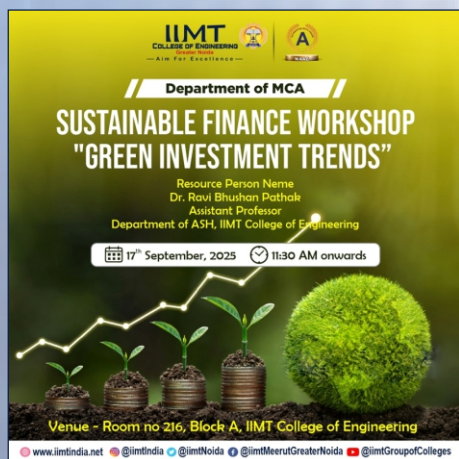 IIMT
COLLEGE OF ENGINEERING
Greater Noida
Aim For Excellence
A
Department of MCA
SUSTAINABLE FINANCE WORKSHOP
"GREEN INVESTMENT TRENDS”
Resource Person Neme
Dr. Ravi Bhushan Pathak
Assistant Professor
Department of ASH, IIMT College of Engineering
17th September, 2025 11:30 AM onwards
Venue - Room no 216, Block A, IIMT College of Engineering
www.iimtindia.net @iimtIndia @iimtNoida @iimtMeerutGreaterNoida @iimtGroupofColleges